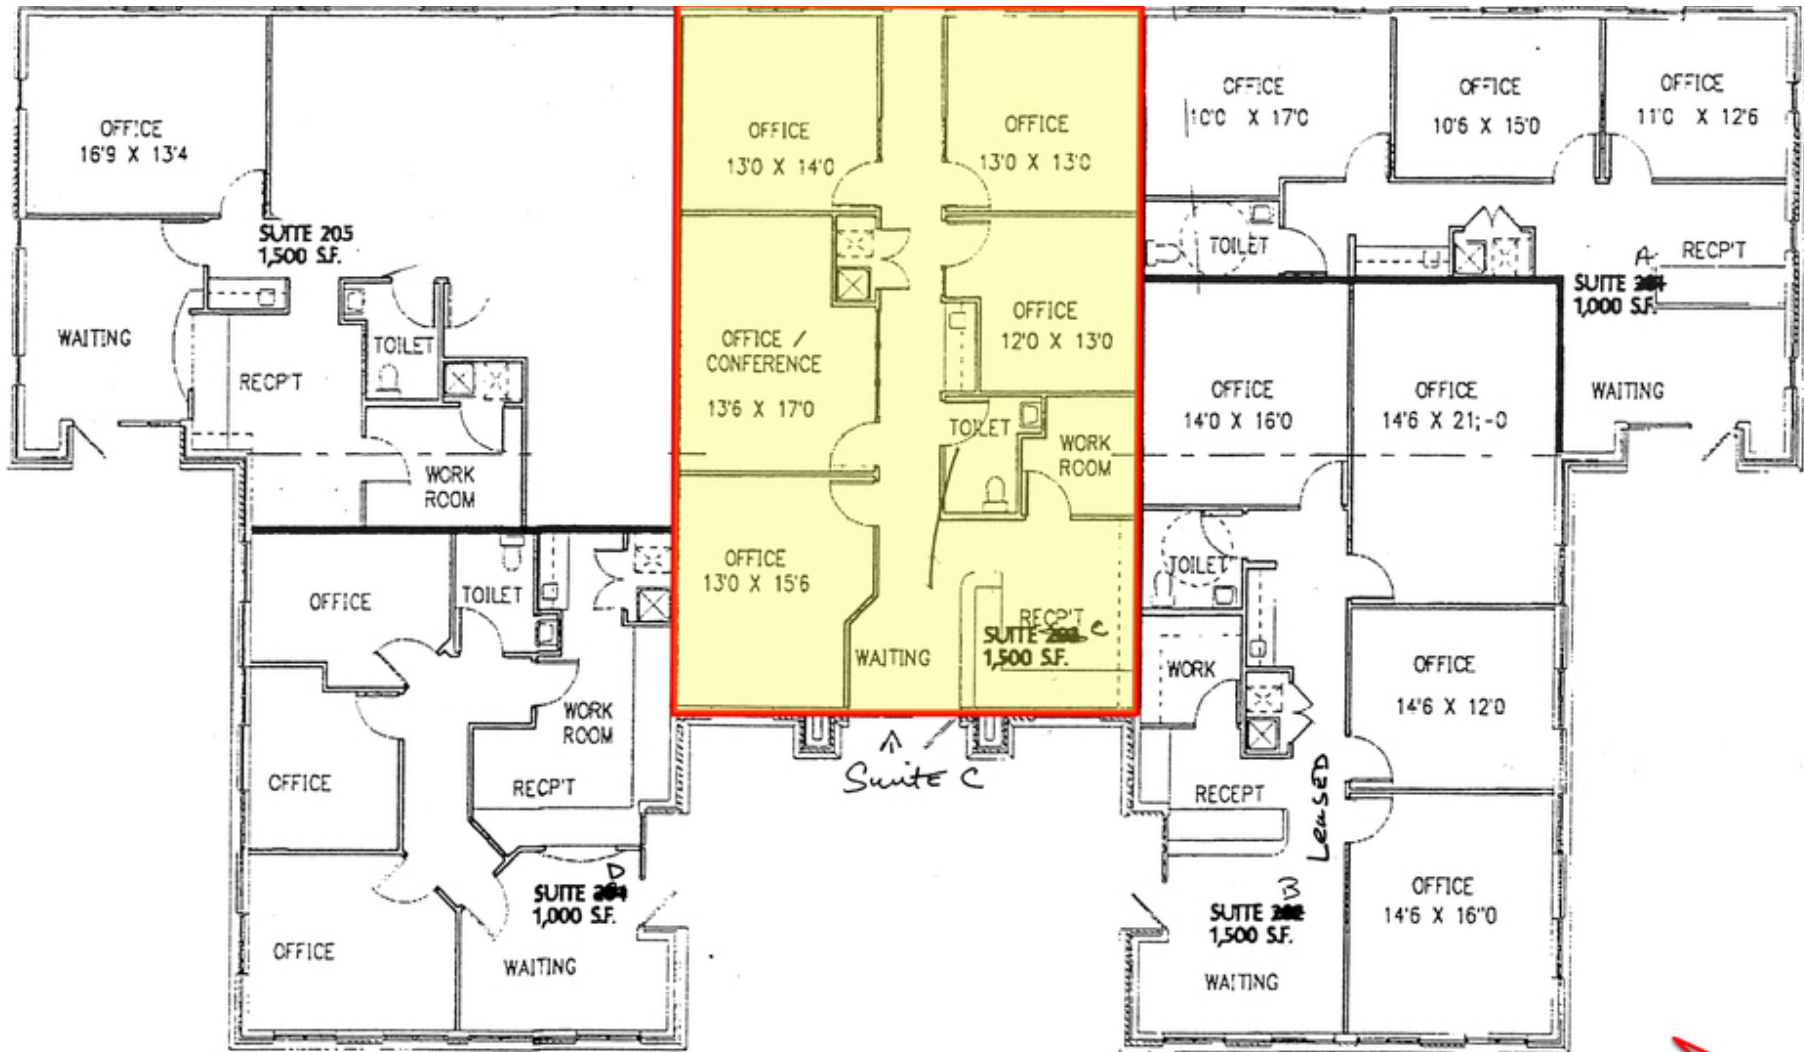 OFFICE
16'9 X 13'4
SUITE 205
1,500 S.F.
WAITING
RECP'T
TOILET
WORK
ROOM
OFFICE
TOILET
OFFICE
WORK
ROOM
RECP'T
OFFICE
D
SUITE
1,000 S.F.
WAITING
OFFICE
13'0 X 14'0
OFFICE
13'0 X 13'0
OFFICE /
CONFERENCE
13'6 X 17'0
OFFICE
12'0 X 13'0
TOILET
WORK
ROOM
OFFICE
13'0 X 15'6
RECP'T
SUITE C
1,500 S.F.
WAITING
Suite C
OFFICE
10'0 X 17'0
OFFICE
10'6 X 15'0
OFFICE
11'0 X 12'6
TOILET
RECP'T
A
SUITE
1,000 S.F.
WAITING
OFFICE
14'0 X 16'0
OFFICE
14'6 X 21;-0
TOILET
WORK
OFFICE
14'6 X 12'0
RECEPT
Leased
OFFICE
14'6 X 16"0
B
SUITE
1,500 S.F.
WAITING